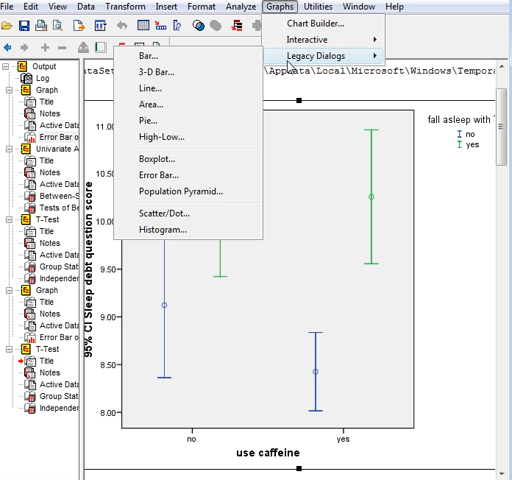 File Edit View Data Transform Insert Format Analyze Graphs Utilities Window Help
Chart Builder...
Interactive
Legacy Dialogs
Bar...
3-D Bar...
Line...
Area...
Pie...
High-Low...
Boxplot...
Error Bar...
Population Pyramid...
Scatter/Dot...
Histogram...
Output
Log
Graph
Title
Notes
Active Data
Error Bar o
Univariate A
Title
Notes
Active Data
Between-S
Tests of Be
T-Test
Title
Notes
Active Data
Group Stat
Independen
Graph
Title
Notes
Active Data
Error Bar o
T-Test
Title
Notes
Active Data
Group Stat
Independen
\AppData\Local\Microsoft\Windows\Tempora
fall asleep with
no
yes
95% CI Sleep debt question score
11.0
10.50
10.00
9.50
9.00
8.50
8.00
no yes
use caffeine